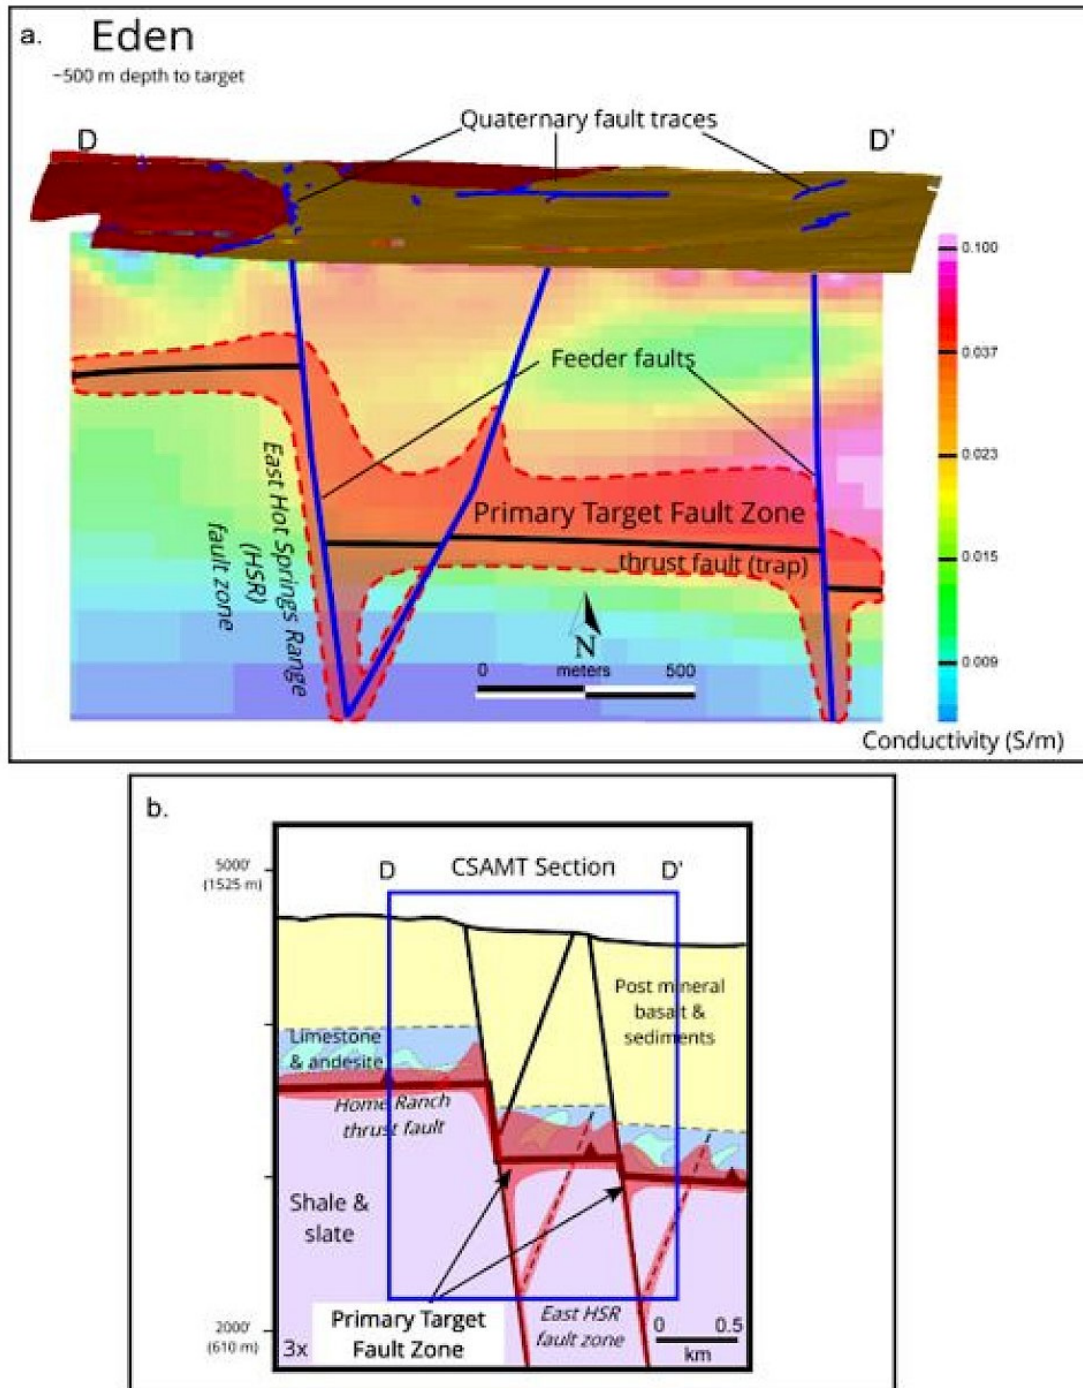 a. Eden
~500 m depth to target
Quaternary fault traces
D
D'
0.100
Feeder faults
0.037
East Hot Springs Range
(HSR)
fault zone
0.023
Primary Target Fault Zone
thrust fault (trap)
0.015
N
0 meters 500
0.009
Conductivity (S/m)
b.
5000'
(1525 m)
D CSAMT Section D'
Post mineral
basalt &
sediments
Limestone
& andesite
Home Ranch
thrust fault
Shale &
slate
Primary Target
Fault Zone
East HSR
fault zone
0 0.5
km
2000'
(610 m)
3x